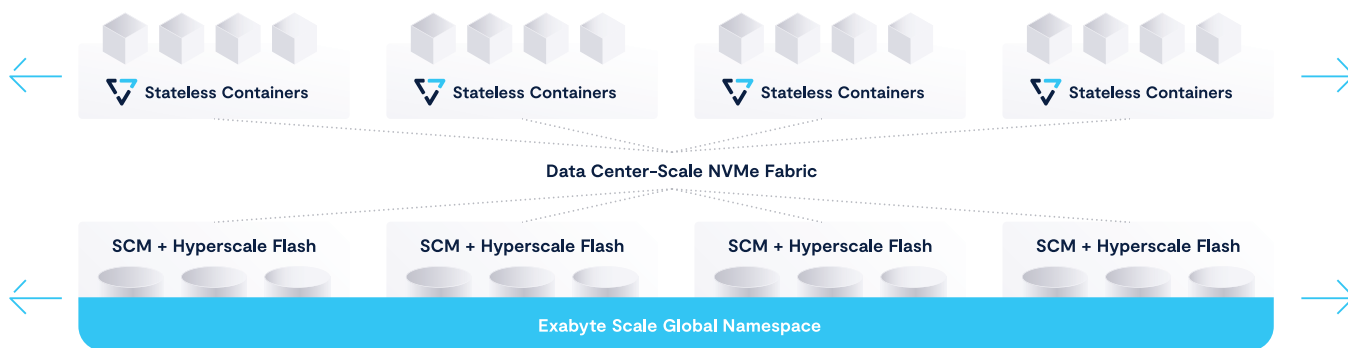 Stateless Containers
Stateless Containers
Stateless Containers
Stateless Containers
Data Center-Scale NVMe Fabric
SCM + Hyperscale Flash
SCM + Hyperscale Flash
SCM + Hyperscale Flash
SCM + Hyperscale Flash
Exabyte Scale Global Namespace